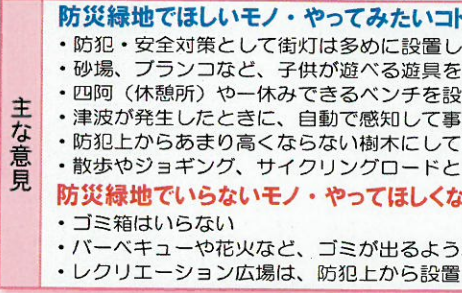 主な意見
防災緑地でほしいモノ・やってみたいコト
・防犯・安全対策として街灯は多めに設置し
・砂場、ブランコなど、子供が遊べる遊具を
・四阿（休憩所）や一休みできるベンチを設
・津波が発生したときに、自動で感知して事
・防犯上からあまり高くならない樹木にして
・散歩やジョギング、サイクリングロードと
防災緑地でいらないモノ・やってほしくな
・ゴミ箱はいらない
・バーベキューや花火など、ゴミが出るよう
・レクリエーション広場は、防犯上から設置